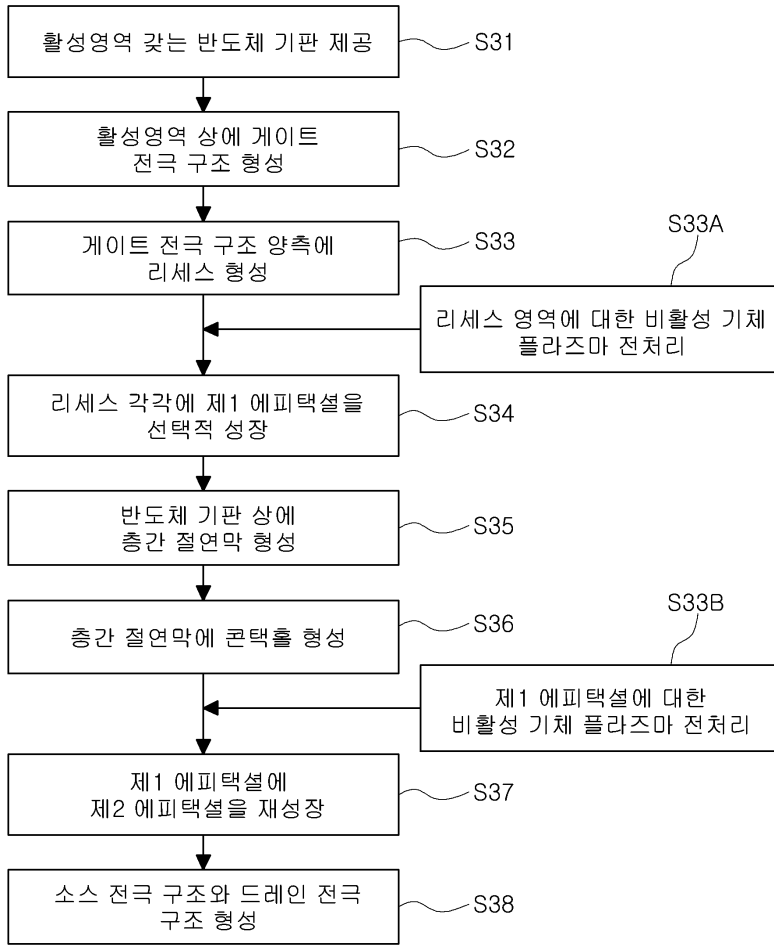 활성영역 갖는 반도체 기판 제공
S31
활성영역 상에 게이트
전극 구조 형성
S32
게이트 전극 구조 양측에
리세스 형성
S33
S33A
리세스 영역에 대한 비활성 기체
플라즈마 전처리
리세스 각각에 제1 에피택셜을
선택적 성장
S34
반도체 기판 상에
층간 절연막 형성
S35
층간 절연막에 콘택홀 형성
S36
S33B
제1 에피택셜에 대한
비활성 기체 플라즈마 전처리
제1 에피택셜에
제2 에피택셜을 재성장
S37
소스 전극 구조와 드레인 전극
구조 형성
S38